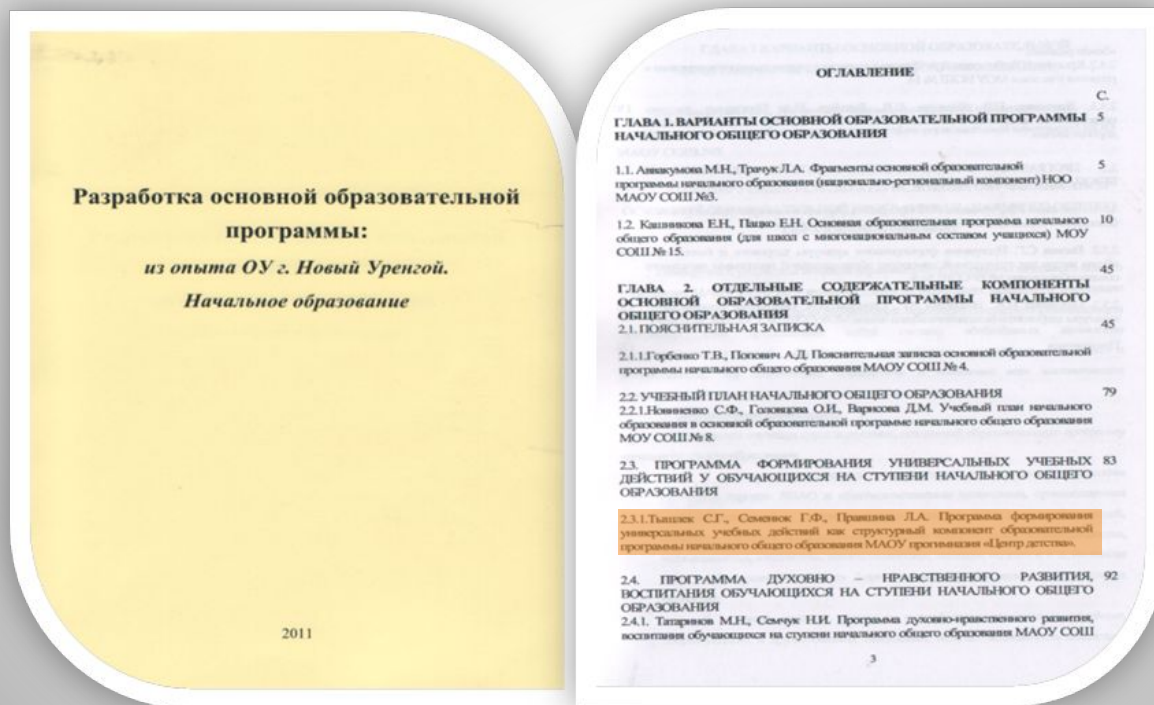 Разработка основной образовательной
программы:
из опыта ОУ г. Новый Уренгой.
Начальное образование
2011
ОГЛАВЛЕНИЕ
С.
ГЛАВА 1. ВАРИАНТЫ ОСНОВНОЙ ОБРАЗОВАТЕЛЬНОЙ ПРОГРАММЫ 5
НАЧАЛЬНОГО ОБЩЕГО ОБРАЗОВАНИЯ
1.1. Аввакумова М.Н., Трачук Л.А. Фрагменты основной образовательной 5
программы начального образования (национально-региональный компонент) НОО
МАОУ СОШ №3.
1.2. Кашникова Е.Н., Пацко Е.Н. Основная образовательная программа начального 10
общего образования (для школ с многонациональным составом учащихся) МОУ
СОШ № 15.
45
ГЛАВА 2. ОТДЕЛЬНЫЕ СОДЕРЖАТЕЛЬНЫЕ КОМПОНЕНТЫ
ОСНОВНОЙ ОБРАЗОВАТЕЛЬНОЙ ПРОГРАММЫ НАЧАЛЬНОГО
ОБЩЕГО ОБРАЗОВАНИЯ
2.1. ПОЯСНИТЕЛЬНАЯ ЗАПИСКА 45
2.1.1.Горбенко Т.В., Попович А.Д. Пояснительная записка основной образовательной
программы начального общего образования МАОУ СОШ № 4.
2.2. УЧЕБНЫЙ ПЛАН НАЧАЛЬНОГО ОБЩЕГО ОБРАЗОВАНИЯ 79
2.2.1.Новиненко С.Ф., Головцова О.И., Варисова Д.М. Учебный план начального
образования в основной образовательной программе начального общего образования
МОУ СОШ № 8.
2.3. ПРОГРАММА ФОРМИРОВАНИЯ УНИВЕРСАЛЬНЫХ УЧЕБНЫХ 83
ДЕЙСТВИЙ У ОБУЧАЮЩИХСЯ НА СТУПЕНИ НАЧАЛЬНОГО ОБЩЕГО
ОБРАЗОВАНИЯ
2.3.1.Тышлек С.Г., Семенюк Г.Ф., Правшина Л.А. Программа формирования
универсальных учебных действий как структурный компонент образовательной
программы начального общего образования МАОУ прогимназия «Центр детства».
2.4. ПРОГРАММА ДУХОВНО – НРАВСТВЕННОГО РАЗВИТИЯ, 92
ВОСПИТАНИЯ ОБУЧАЮЩИХСЯ НА СТУПЕНИ НАЧАЛЬНОГО ОБЩЕГО
ОБРАЗОВАНИЯ
2.4.1. Татаринов М.Н., Семчук Н.И. Программа духовно-нравственного развития,
воспитания обучающихся на ступени начального общего образования МАОУ СОШ
3